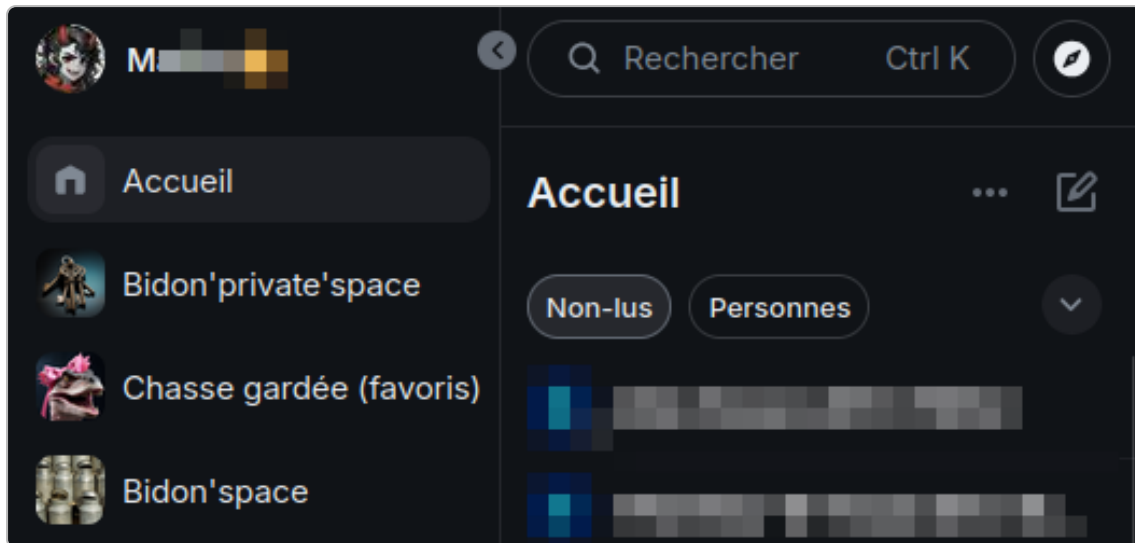 Rechercher Ctrl K
Accueil
Bidon'private'space
Chasse gardée (favoris)
Bidon'space
Accueil
Non-lus Personnes